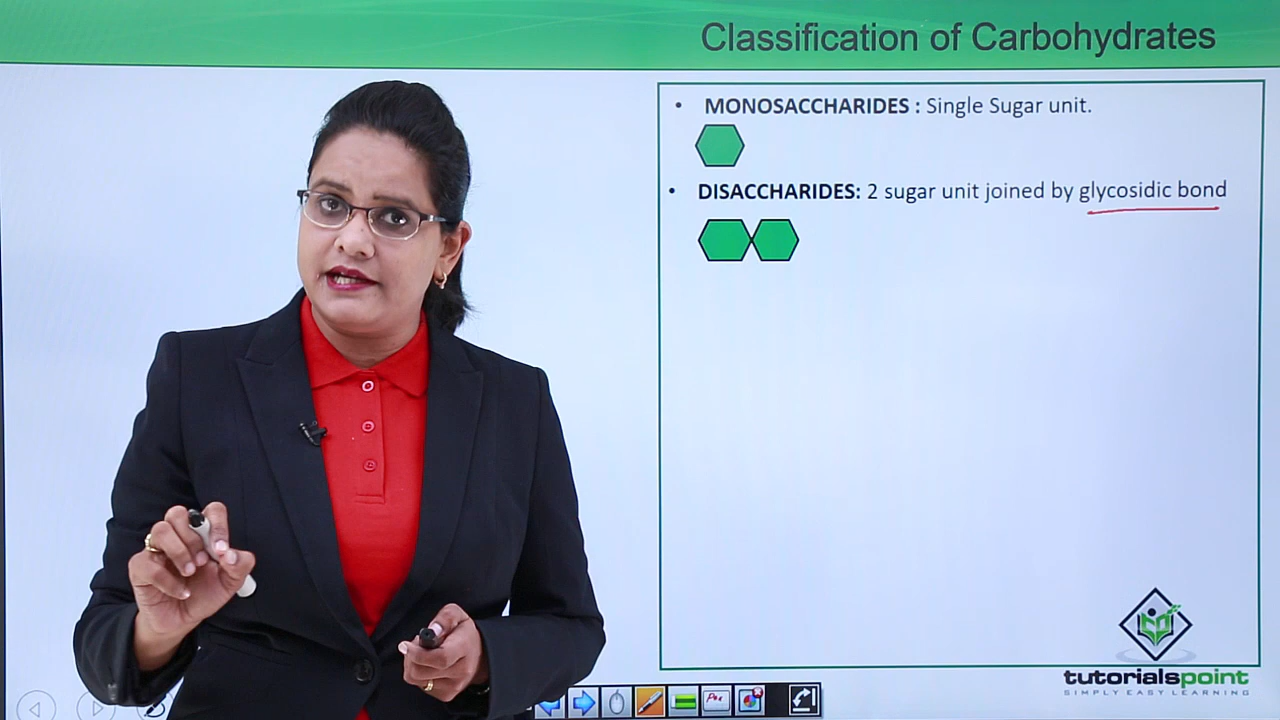 Classification of Carbohydrates
• MONOSACCHARIDES : Single Sugar unit.
• DISACCHARIDES: 2 sugar unit joined by glycosidic bond
tutorialspoint
SIMPLY EASY LEARNING